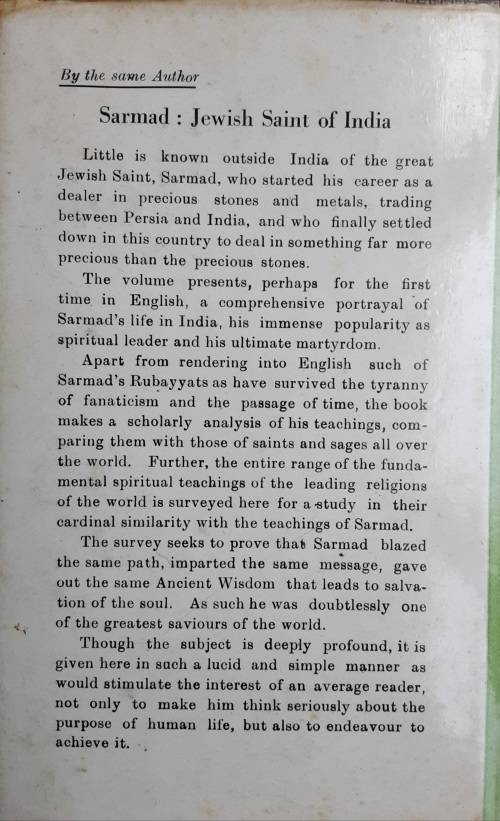 By the same Author
Sarmad : Jewish Saint of India
Little is known outside India of the great
Jewish Saint, Sarmad, who started his career as a
dealer in precious stones and metals, trading
between Persia and India, and who finally settled
down in this country to deal in something far more
precious than the precious stones.
The volume presents, perhaps for the first
time in English, a comprehensive portrayal of
Sarmad's life in India, his immense popularity as
spiritual leader and his ultimate martyrdom.
Apart from rendering into English such of
Sarmad's Rubayyats as have survived the tyranny
of fanaticism and the passage of time, the book
makes a scholarly analysis of his teachings, com-
paring them with those of saints and sages all over
the world. Further, the entire range of the funda-
mental spiritual teachings of the leading religions
of the world is surveyed here for a study in their
cardinal similarity with the teachings of Sarmad.
The survey seeks to prove that Sarmad blazed
the same path, imparted the same message, gave
out the same Ancient Wisdom that leads to salva-
tion of the soul. As such he was doubtlessly one
of the greatest saviours of the world.
Though the subject is deeply profound, it is
given here in such a lucid and simple manner as
would stimulate the interest of an average reader,
not only to make him think seriously about the
purpose of human life, but also to endeavour to
achieve it.